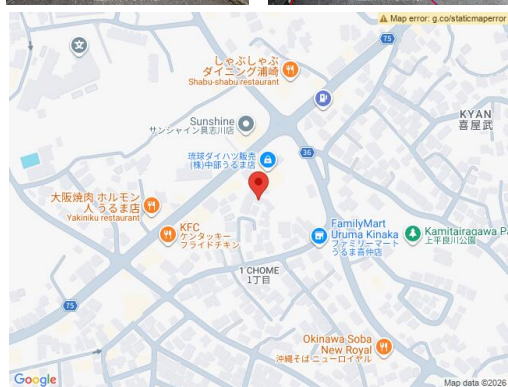 Map error: g.co/staticmaperror
75
しゃぶしゃぶ
ダイニング浦崎
Shabu-shabu restaurant
文
KYAN
喜屋武
Sunshine
サンシャイン具志川店
36
琉球ダイハツ販売
(株)中部うるま店
大阪焼肉 ホルモン
人 うるま店
Yakiniku restaurant
KFC
ケンタッキー
フライドチキン
FamilyMart
Uruma Kinaka
ファミリーマート
うるま喜仲店
Kamitairagawa Pa
上平良川公園
1 CHOME
1丁目
75
Okinawa Soba
New Royal
沖縄そば ニューロイヤル
Google
Map data ©2026